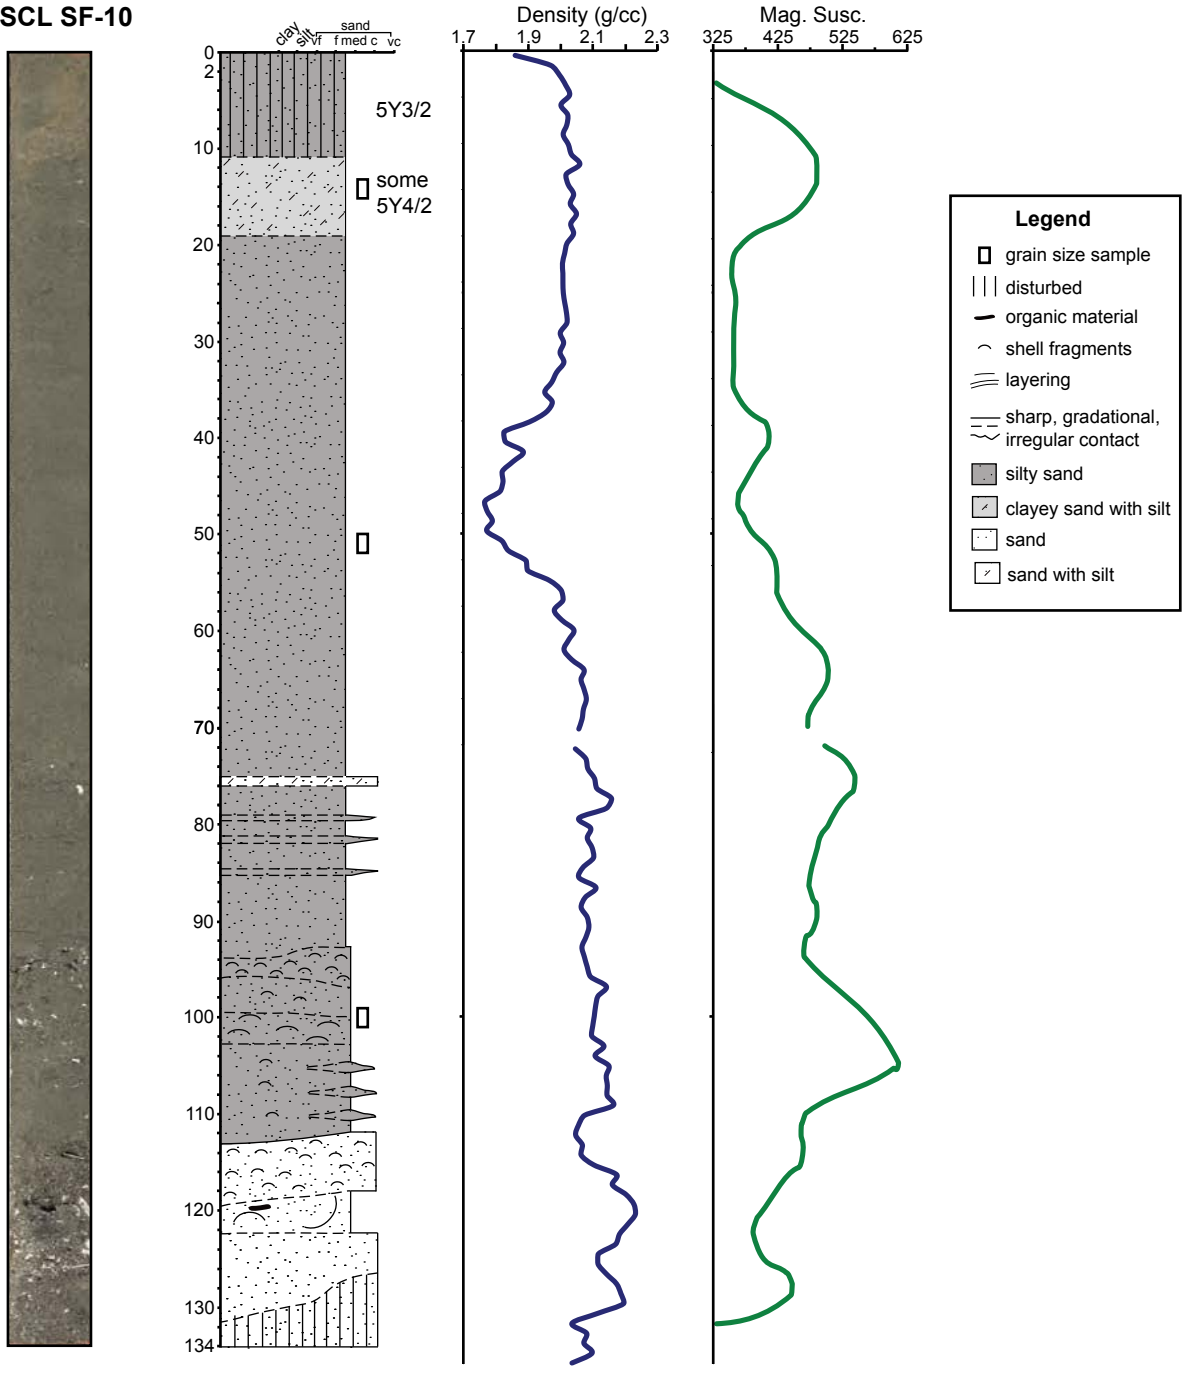 SCL SF-10
clay
silt
sand
vf f med c vc
Density (g/cc)
1.7 1.9 2.1 2.3
Mag. Susc.
325 425 525 625
0
2
10
20
30
40
50
60
70
80
90
100
110
120
130
134
5Y3/2
some
5Y4/2
Legend
grain size sample
disturbed
organic material
shell fragments
layering
sharp, gradational,
irregular contact
silty sand
clayey sand with silt
sand
sand with silt